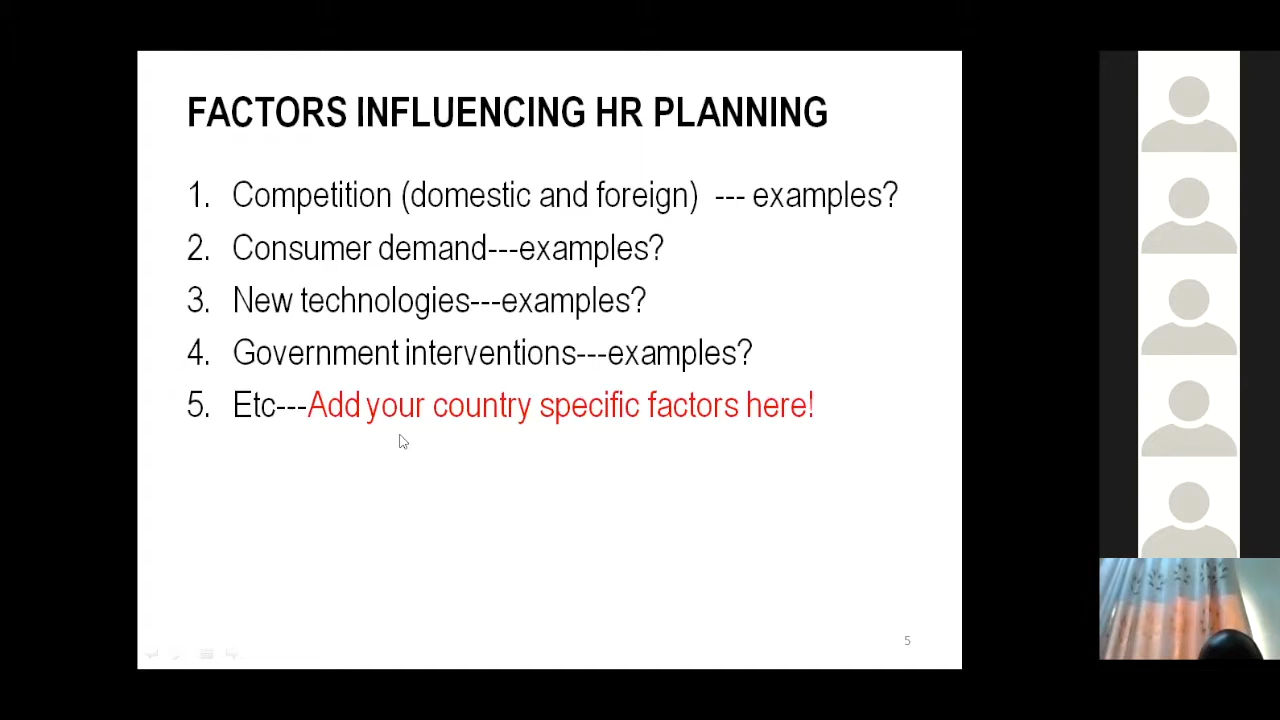 FACTORS INFLUENCING HR PLANNING
1. Competition (domestic and foreign) --- examples?
2. Consumer demand---examples?
3. New technologies---examples?
4. Government interventions---examples?
5. Etc---Add your country specific factors here!
5